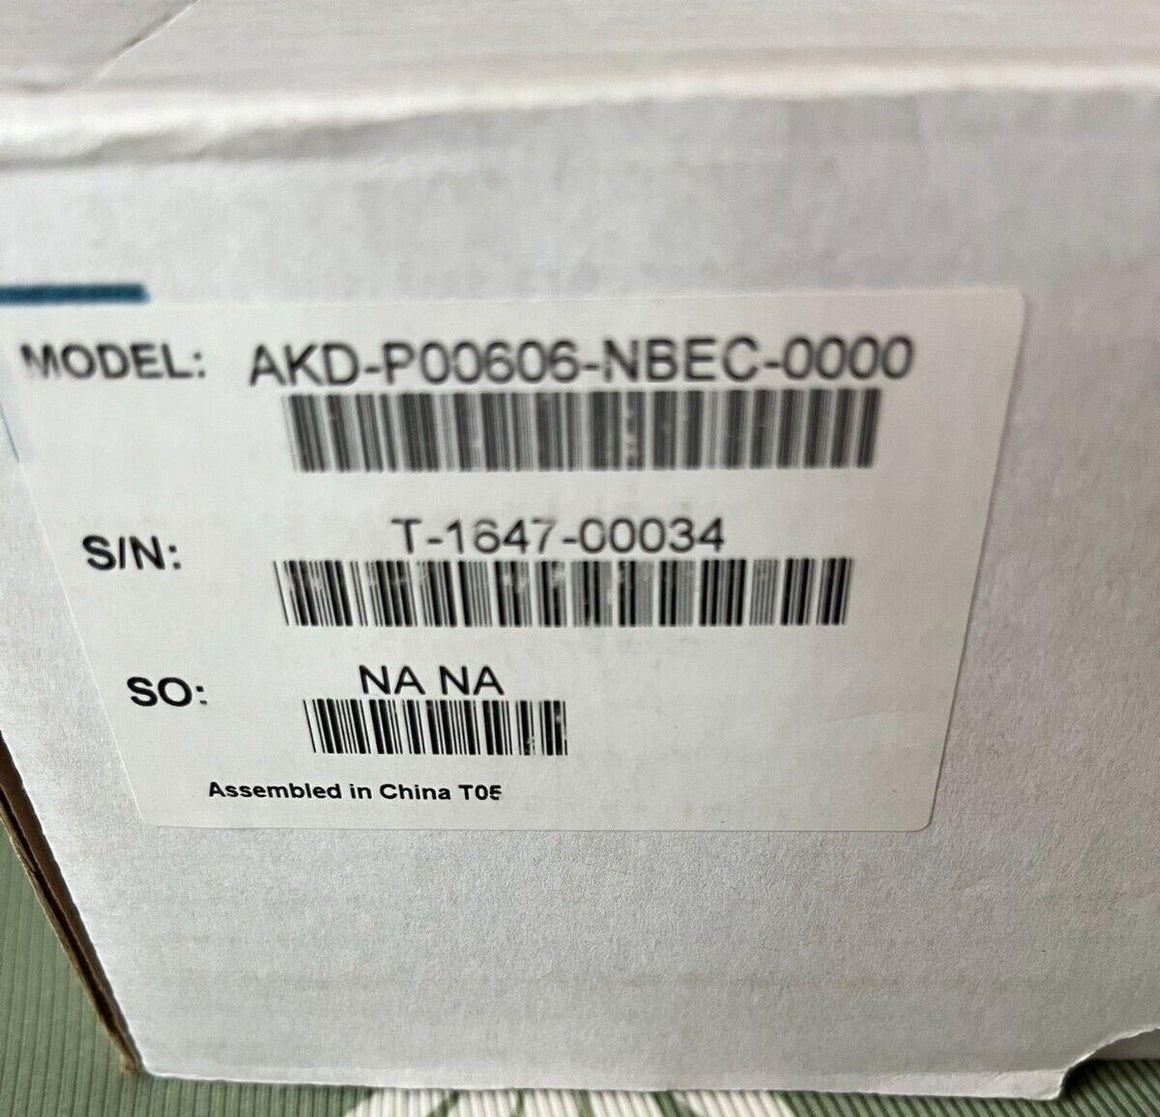 MODEL: AKD-P00606-NBEC-0000
S/N: T-1647-00034
SO: NA NA
Assembled in China T05